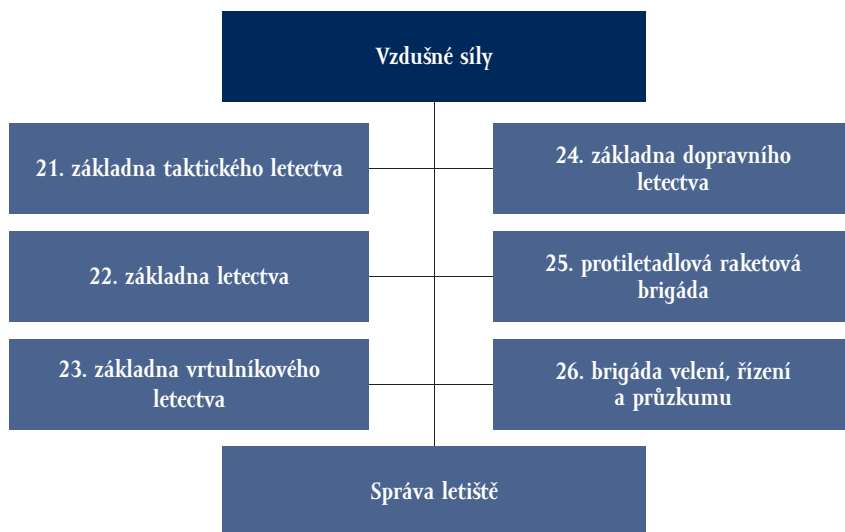 Vzdušné síly
21. základna taktického letectva
24. základna dopravního
letectva
22. základna letectva
25. protiletadlová raketová
brigáda
23. základna vrtulníkového
letectva
26. brigáda velení, řízení
a průzkumu
Správa letiště